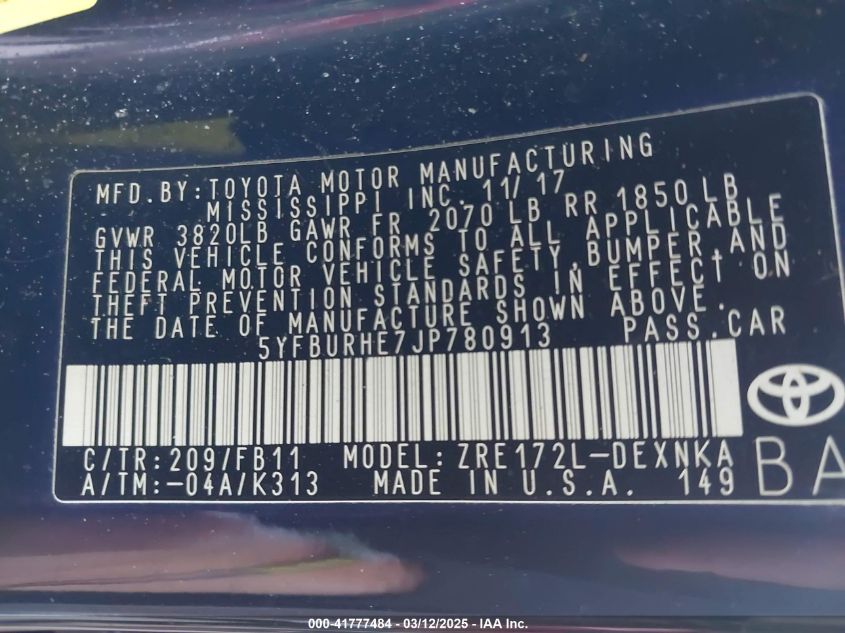 MFD.BY:TOYOTA MOTOR MANUFACTURING
MISSISSIPPI INC. 11/17
GVWR 3820LB GAWR FR 2070 LB RR 1850 LB
THIS VEHICLE CONFORMS TO ALL APPLICABLE
FEDERAL MOTOR VEHICLE SAFETY,BUMPER,AND
THEFT PREVENTION STANDARDS IN EFFECT ON
THE DATE OF MANUFACTURE SHOWN ABOVE.
5YFBURHE7JP780913 PASS.CAR
C/TR:209/FB11 MODEL:ZRE172L-DEXNKA
A/TM:-04A/K313 MADE IN U.S.A. 149
BA
000-41777484 - 03/12/2025 - IAA Inc.